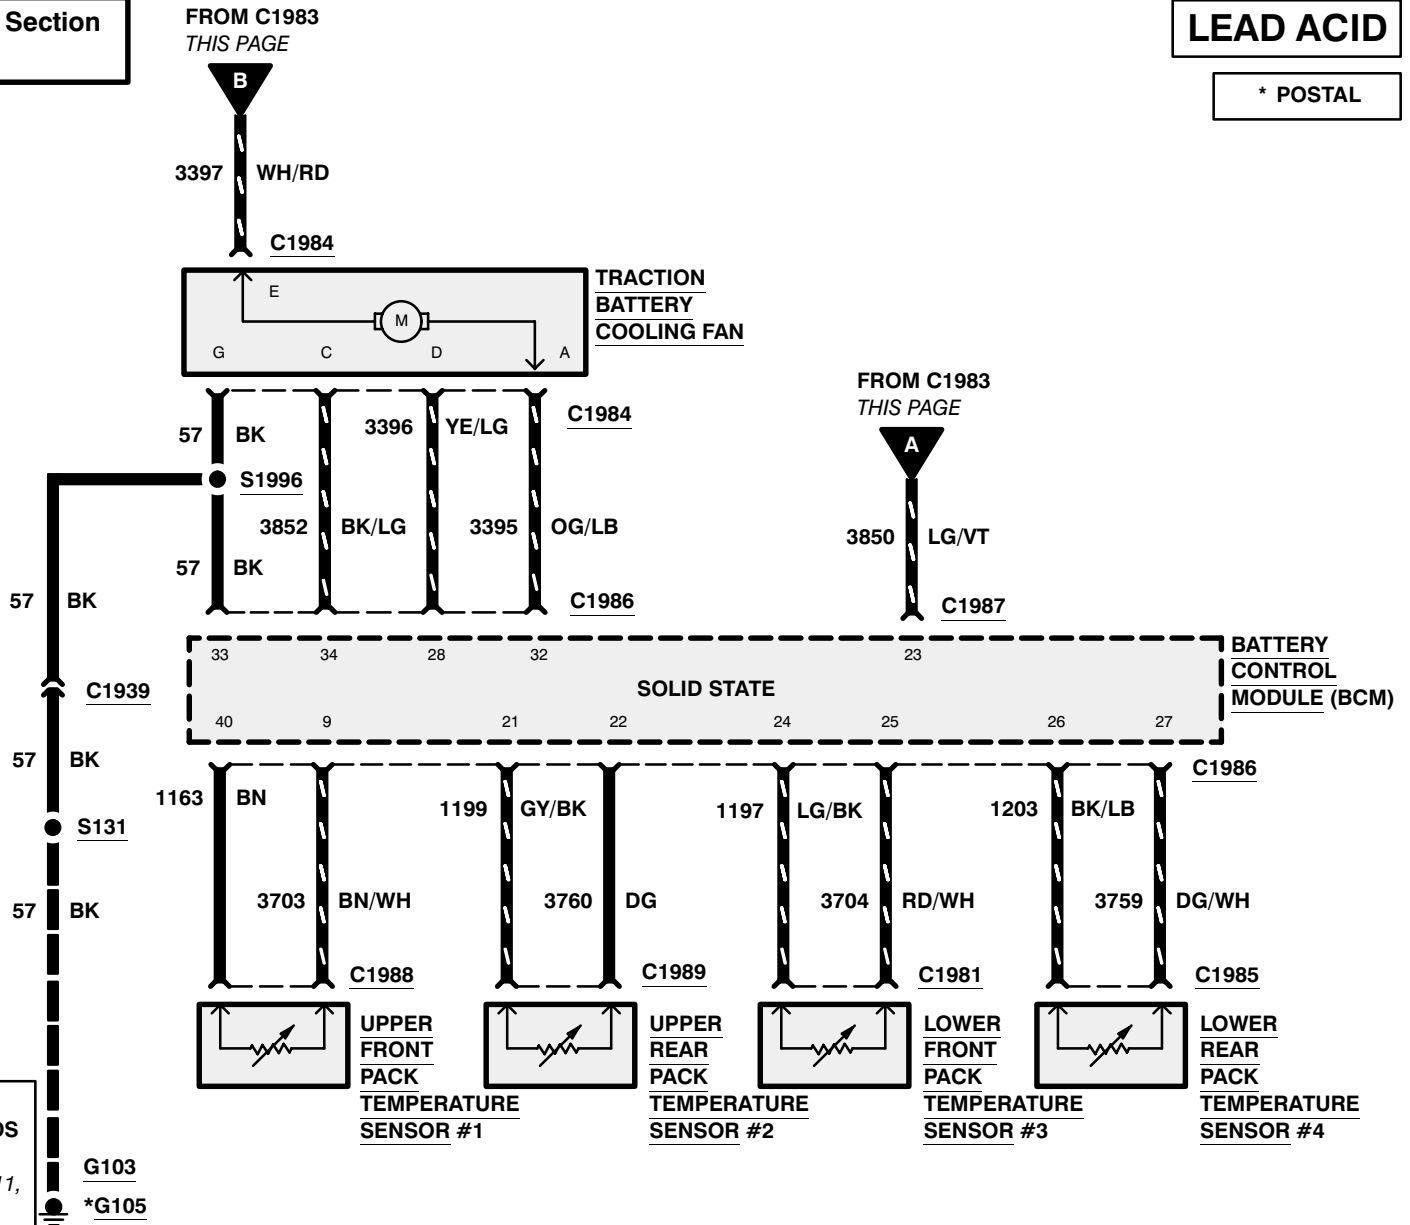 Section
FROM C1983
THIS PAGE
B
LEAD ACID
* POSTAL
3397 WH/RD
C1984
TRACTION
BATTERY
COOLING FAN
E
M
G C D A
FROM C1983
THIS PAGE
A
57 BK
3396 YE/LG
C1984
S1996
3852 BK/LG
3395 OG/LB
3850 LG/VT
57 BK
57 BK
C1986
C1987
33 34 28 32 23
SOLID STATE
BATTERY
CONTROL
MODULE (BCM)
40 9 21 22 24 25 26 27
C1939
57 BK
C1986
1163 BN
1199 GY/BK
1197 LG/BK
1203 BK/LB
S131
57 BK
3703 BN/WH
3760 DG
3704 RD/WH
3759 DG/WH
C1988
C1989
C1981
C1985
UPPER
FRONT
PACK
TEMPERATURE
SENSOR #1
UPPER
REAR
PACK
TEMPERATURE
SENSOR #2
LOWER
FRONT
PACK
TEMPERATURE
SENSOR #3
LOWER
REAR
PACK
TEMPERATURE
SENSOR #4
G103
*G105